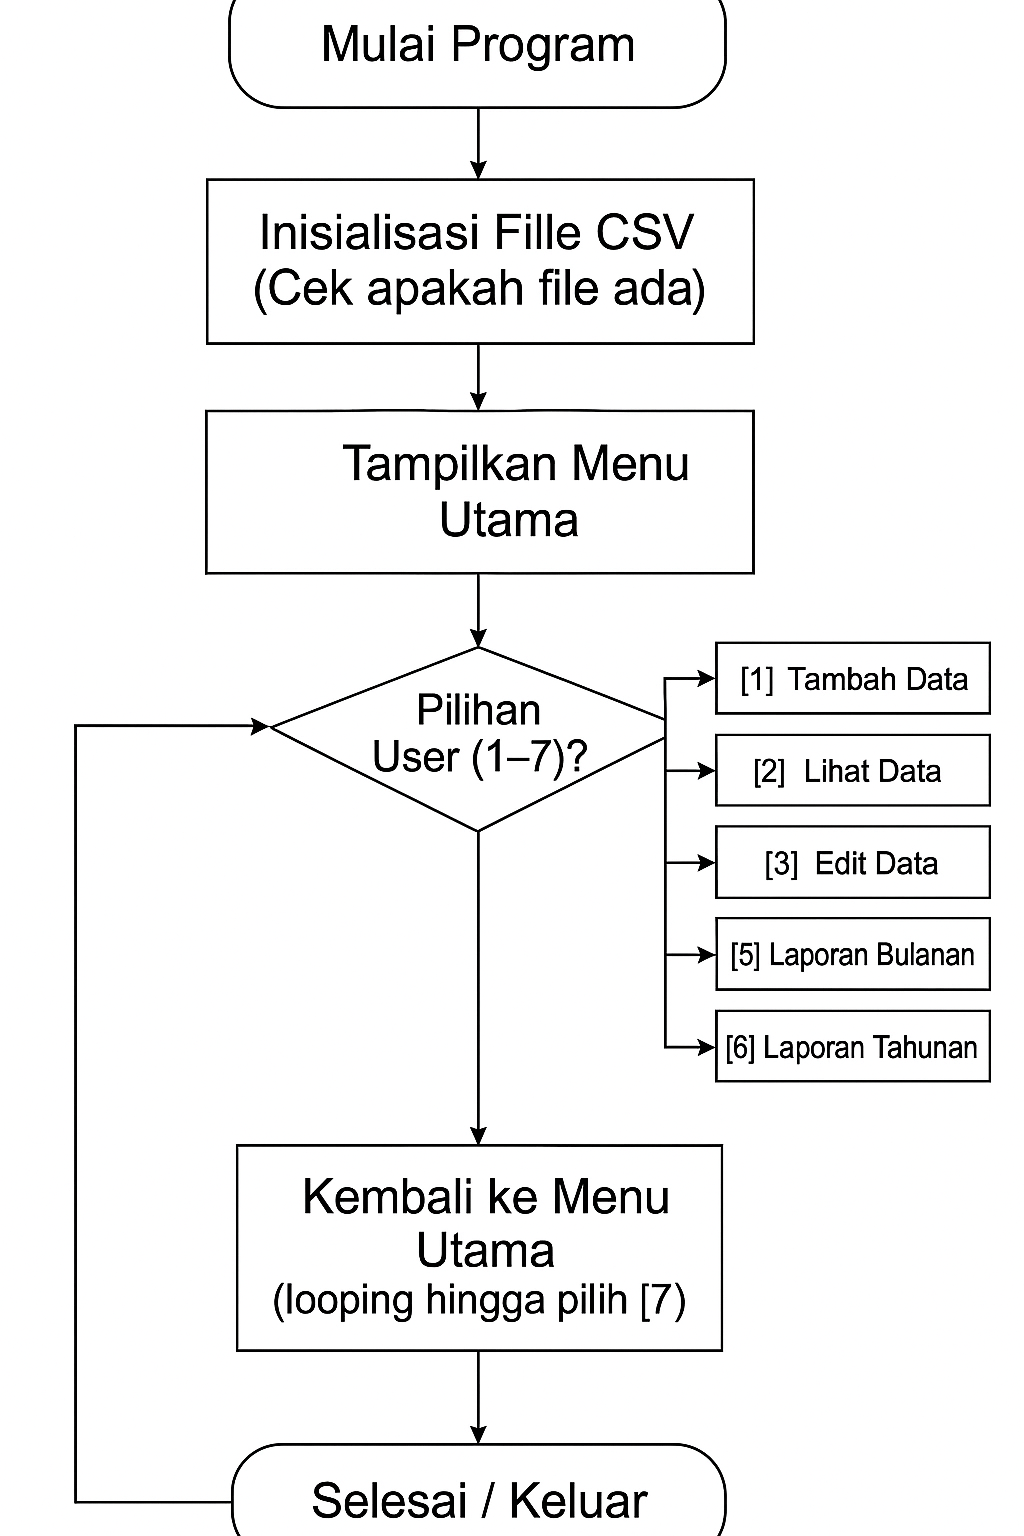 Mulai Program
Inisialisasi Fille CSV
(Cek apakah file ada)
Tampilkan Menu
Utama
Pilihan
User (1–7)?
[1] Tambah Data
[2] Lihat Data
[3] Edit Data
[5] Laporan Bulanan
[6] Laporan Tahunan
Kembali ke Menu
Utama
(looping hingga pilih [7)
Selesai / Keluar